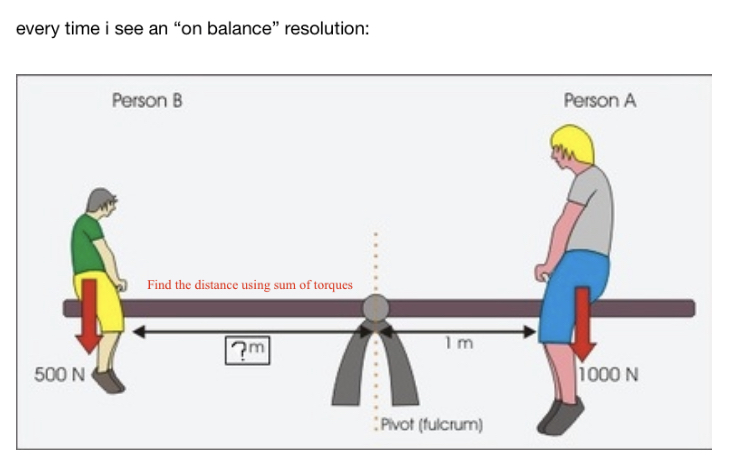 every time i see an “on balance” resolution:
Person B
Person A
Find the distance using sum of torques
?m
1 m
500 N
1000 N
Pivot (fulcrum)